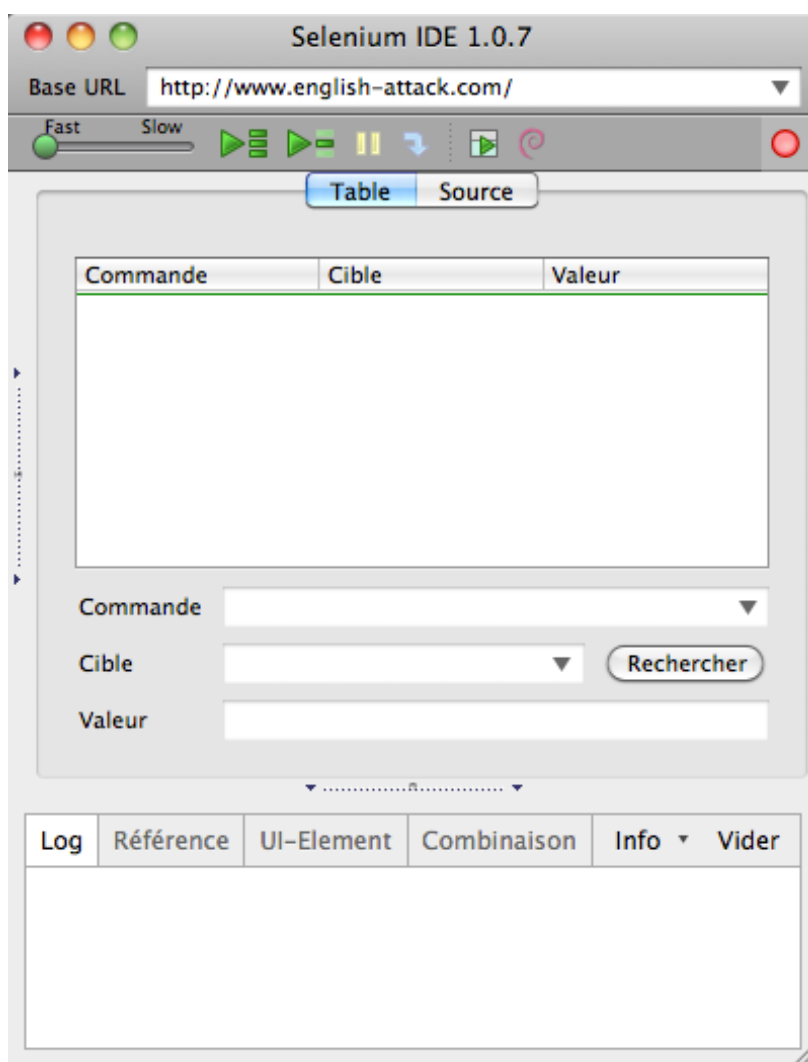 Selenium IDE 1.0.7
Base URL http://www.english-attack.com/
Fast Slow
Table Source
Commande Cible Valeur
Commande
Cible Rechercher
Valeur
Log Référence UI-Element Combinaison Info Vider